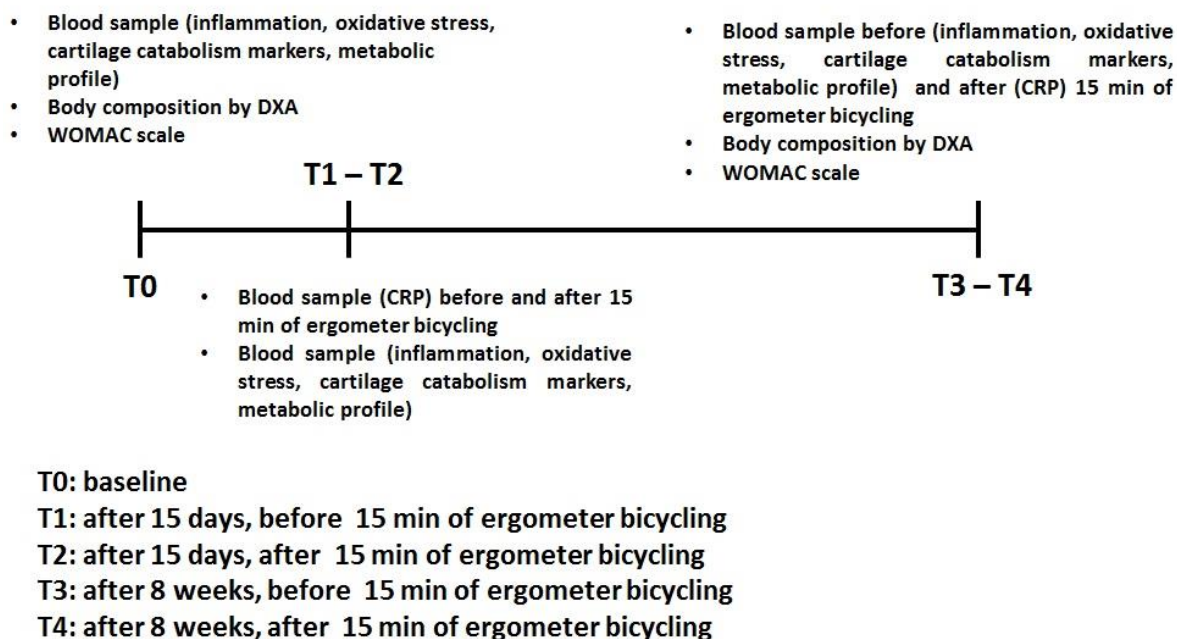 • Blood sample (inflammation, oxidative stress,
cartilage catabolism markers, metabolic
profile)
• Body composition by DXA
• WOMAC scale
• Blood sample before (inflammation, oxidative
stress, cartilage catabolism markers,
metabolic profile) and after (CRP) 15 min of
ergometer bicycling
• Body composition by DXA
• WOMAC scale
T1 – T2
T0
T3 – T4
• Blood sample (CRP) before and after 15
min of ergometer bicycling
• Blood sample (inflammation, oxidative
stress, cartilage catabolism markers,
metabolic profile)
T0: baseline
T1: after 15 days, before 15 min of ergometer bicycling
T2: after 15 days, after 15 min of ergometer bicycling
T3: after 8 weeks, before 15 min of ergometer bicycling
T4: after 8 weeks, after 15 min of ergometer bicycling